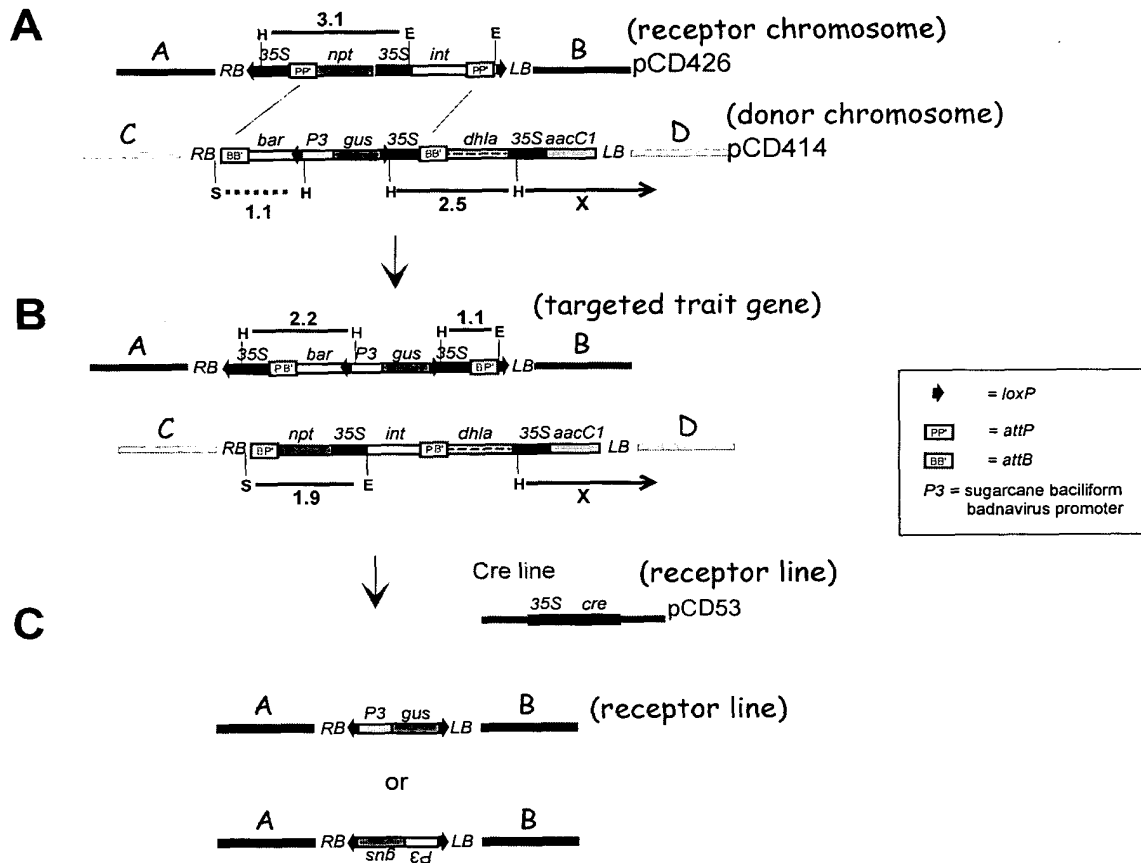 A
3.1
H E E
A RB 35S PP' npt 35S int PP' LB B (receptor chromosome)
pCD426
C RB BB' bar P3 gus 35S BB' dhla 35S aacC1 LB D (donor chromosome)
pCD414
S H H H
1.1 2.5 X
B
2.2 1.1 (targeted trait gene)
H H H E
A RB 35S PB' bar P3 gus 35S BP' LB B
C RB BP' npt 35S int PB' dhla 35S aacC1 LB D
S E H
1.9 X
= loxP
PP' = attP
BB' = attB
P3 = sugarcane baciliform
badnavirus promoter
Cre line (receptor line)
35S cre pCD53
C
A RB P3 gus LB B (receptor line)
or
A RB gus P3 LB B